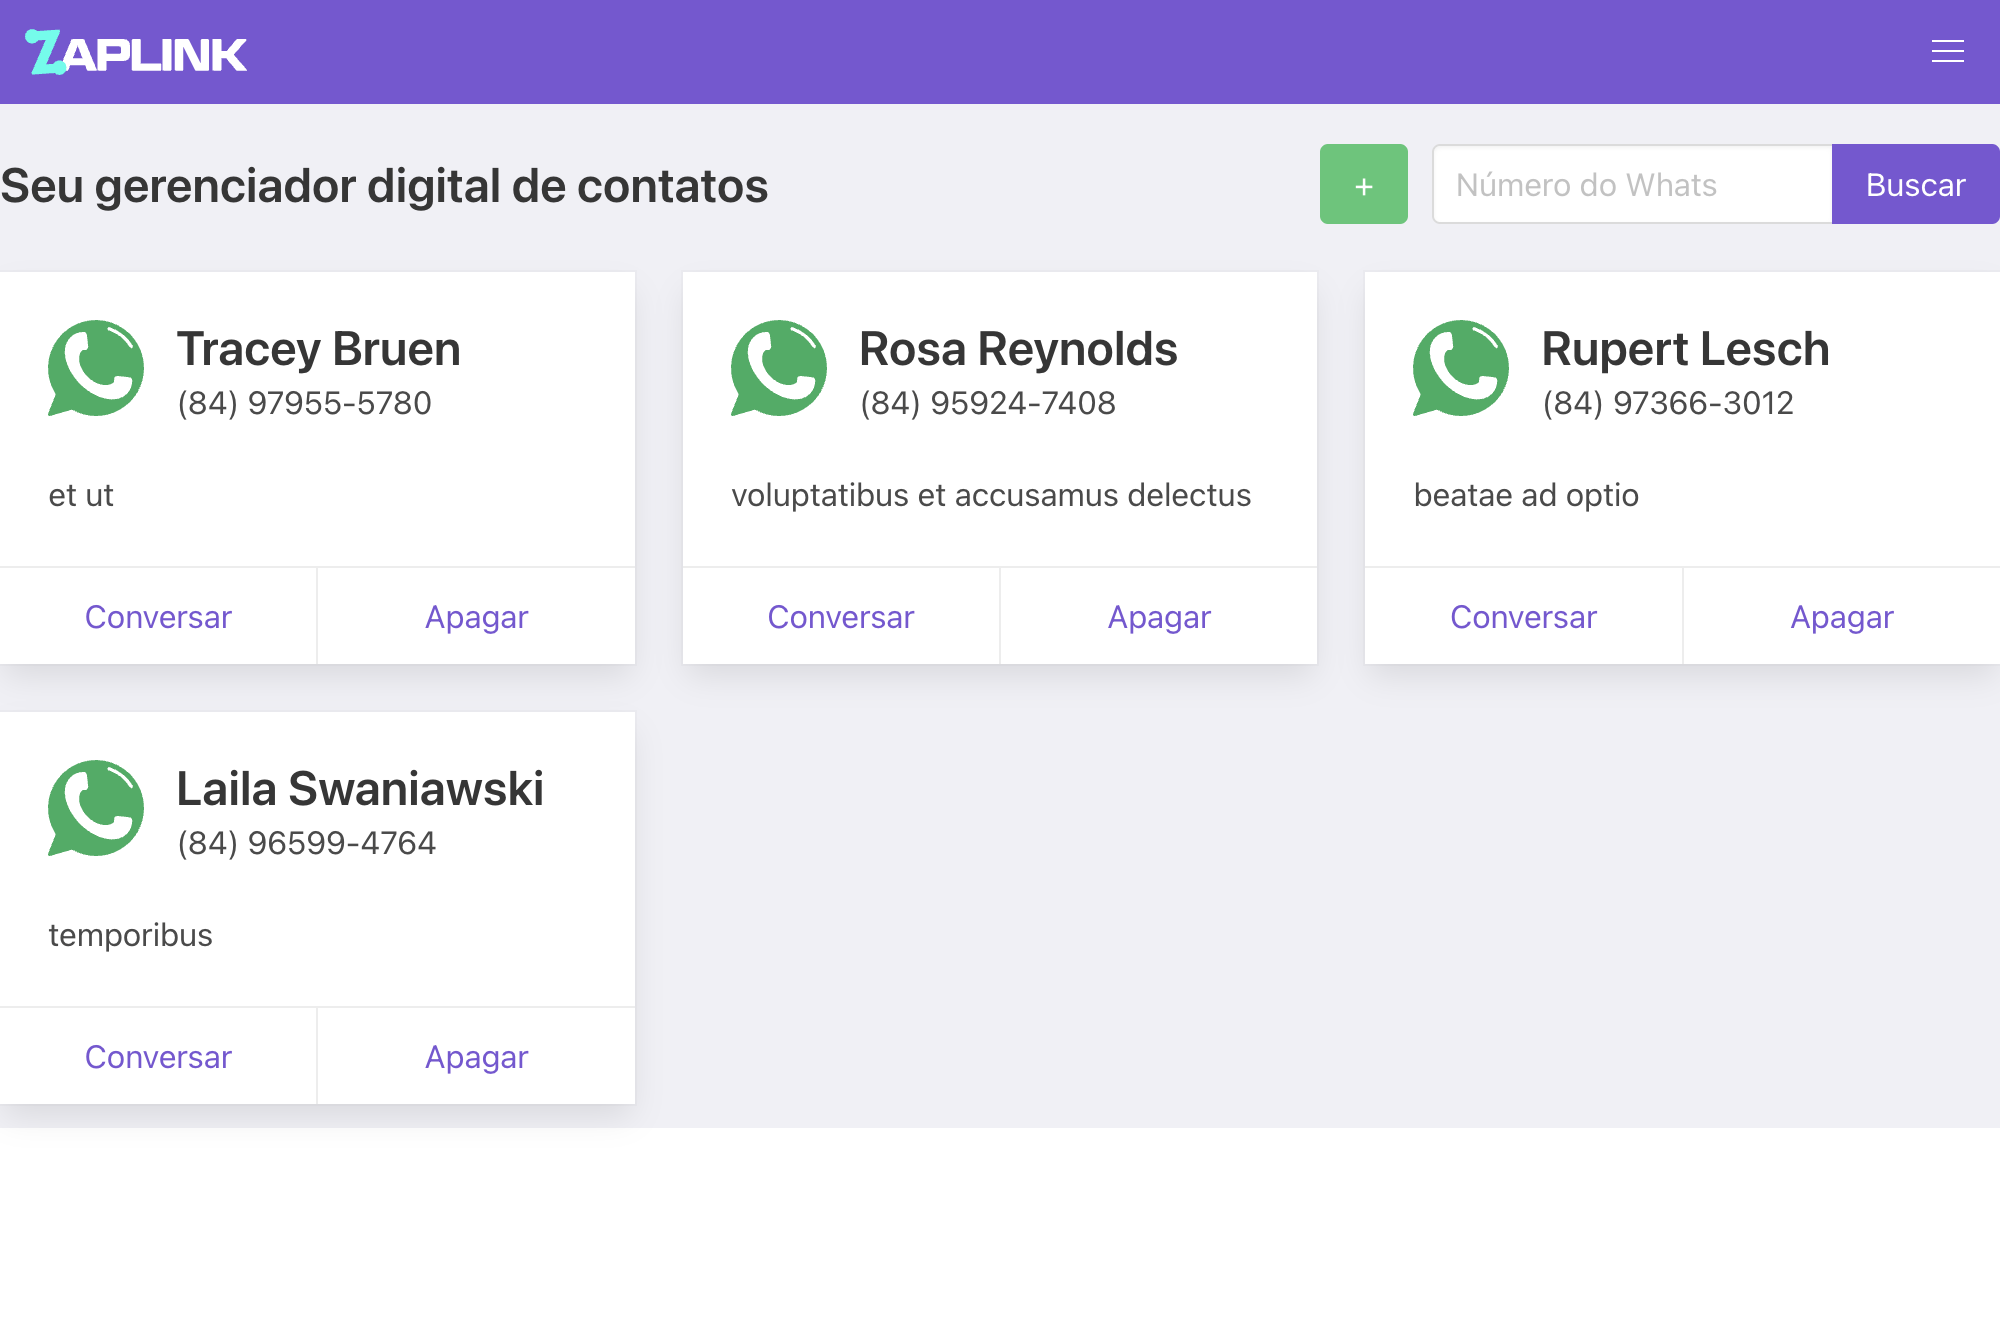 ZAPLINK
Seu gerenciador digital de contatos
+
Número do Whats
Buscar
Tracey Bruen
(84) 97955-5780
et ut
Conversar
Apagar
Rosa Reynolds
(84) 95924-7408
voluptatibus et accusamus delectus
Conversar
Apagar
Rupert Lesch
(84) 97366-3012
beatae ad optio
Conversar
Apagar
Laila Swaniawski
(84) 96599-4764
temporibus
Conversar
Apagar